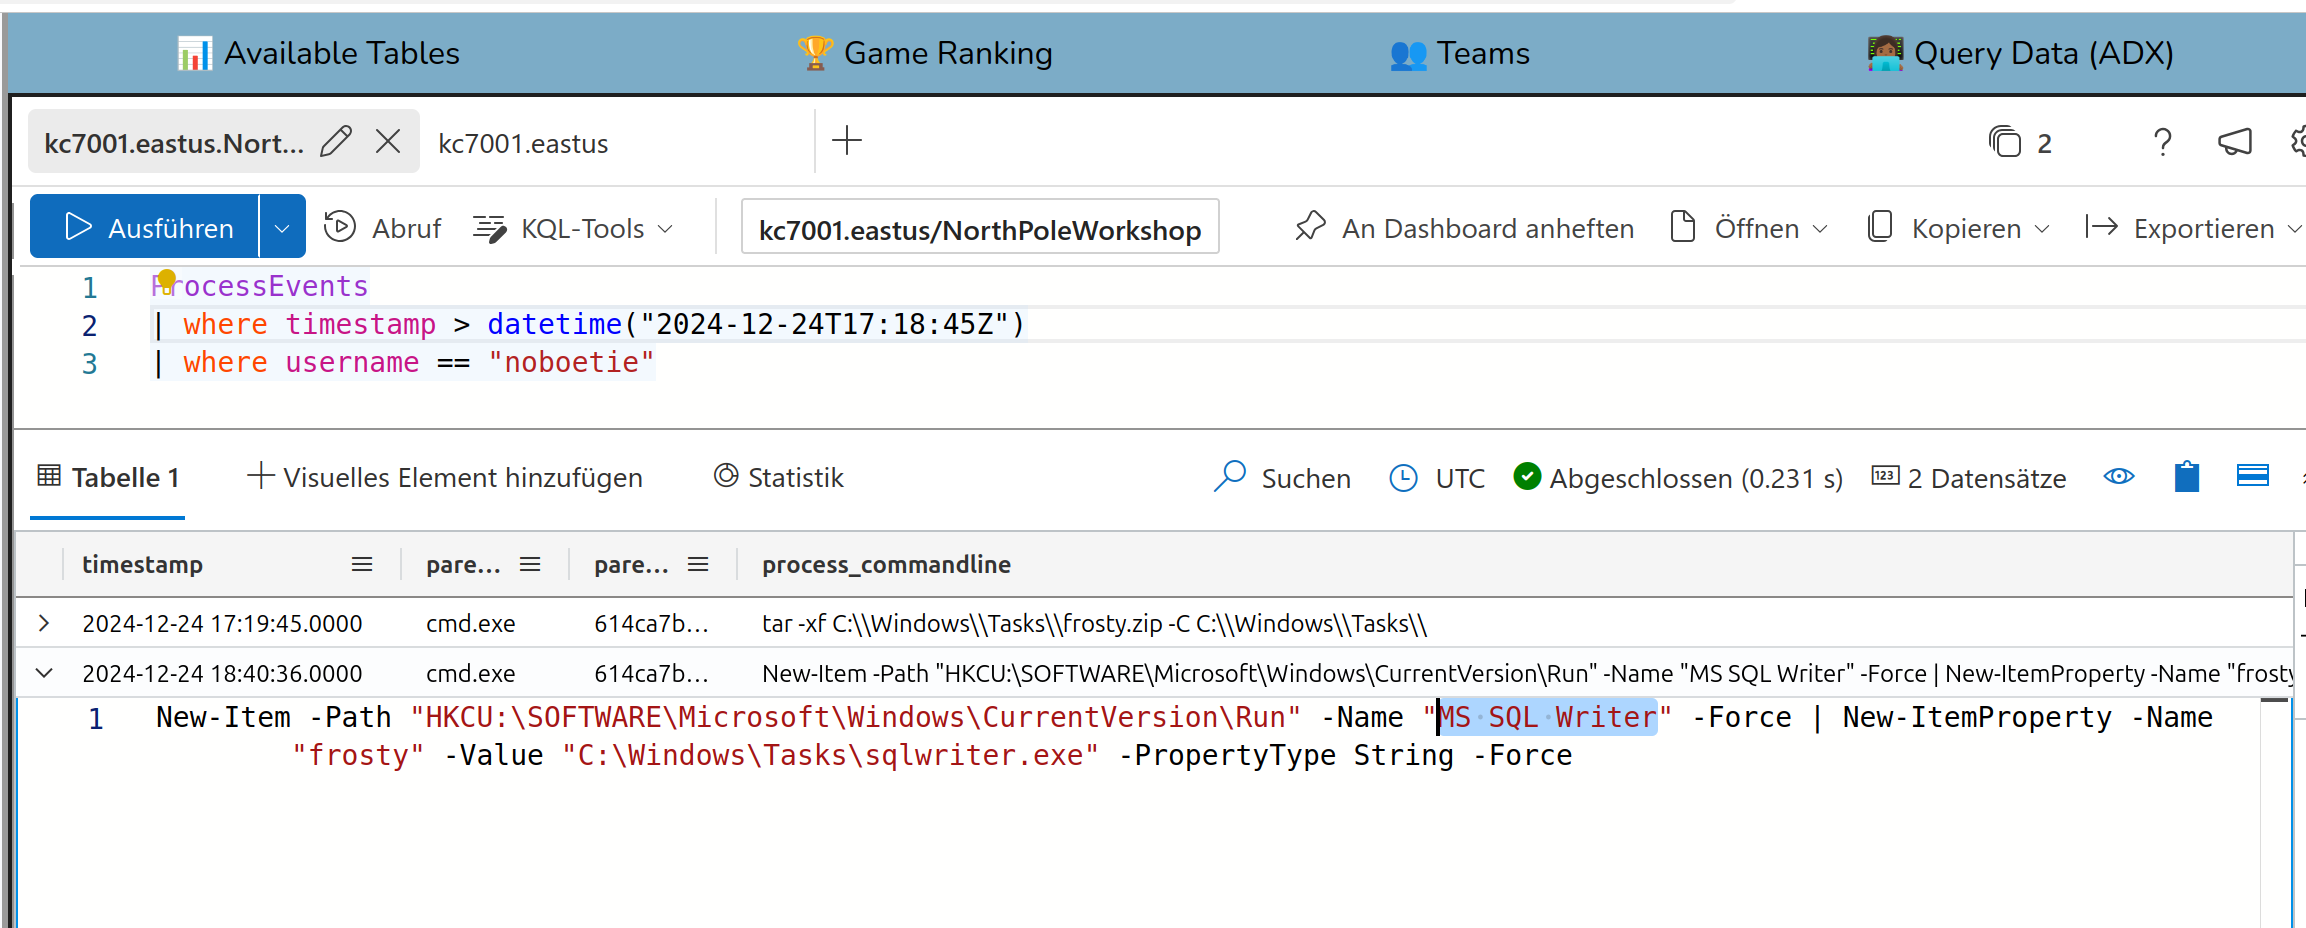 Available Tables
Game Ranking
Teams
Query Data (ADX)
kc7001.eastus.Nort...
kc7001.eastus
2
Ausführen
Abruf
KQL-Tools
kc7001.eastus/NorthPoleWorkshop
An Dashboard anheften
Öffnen
Kopieren
Exportieren
1 ProcessEvents
2 | where timestamp > datetime("2024-12-24T17:18:45Z")
3 | where username == "noboetie"
Tabelle 1
Visuelles Element hinzufügen
Statistik
Suchen
UTC
Abgeschlossen (0.231 s)
123 2 Datensätze
timestamp pare... pare... process_commandline
2024-12-24 17:19:45.0000 cmd.exe 614ca7b... tar -xf C:\\Windows\\Tasks\\frosty.zip -C C:\\Windows\\Tasks\\
2024-12-24 18:40:36.0000 cmd.exe 614ca7b... New-Item -Path "HKCU:\SOFTWARE\Microsoft\Windows\CurrentVersion\Run" -Name "MS SQL Writer" -Force | New-ItemProperty -Name "frosty
1 New-Item -Path "HKCU:\SOFTWARE\Microsoft\Windows\CurrentVersion\Run" -Name "MS SQL Writer" -Force | New-ItemProperty -Name
"frosty" -Value "C:\Windows\Tasks\sqlwriter.exe" -PropertyType String -Force